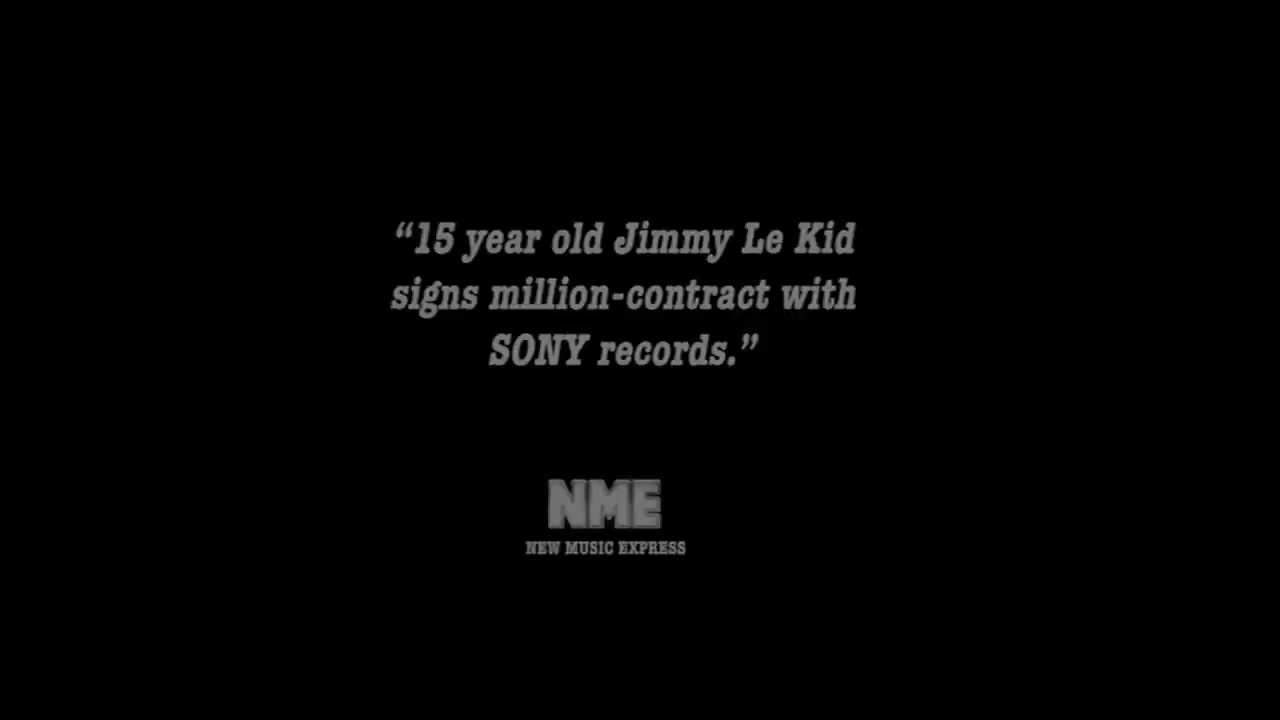 “15 year old Jimmy Le Kid
signs million-contract with
SONY records.”
NME
NEW MUSIC EXPRESS